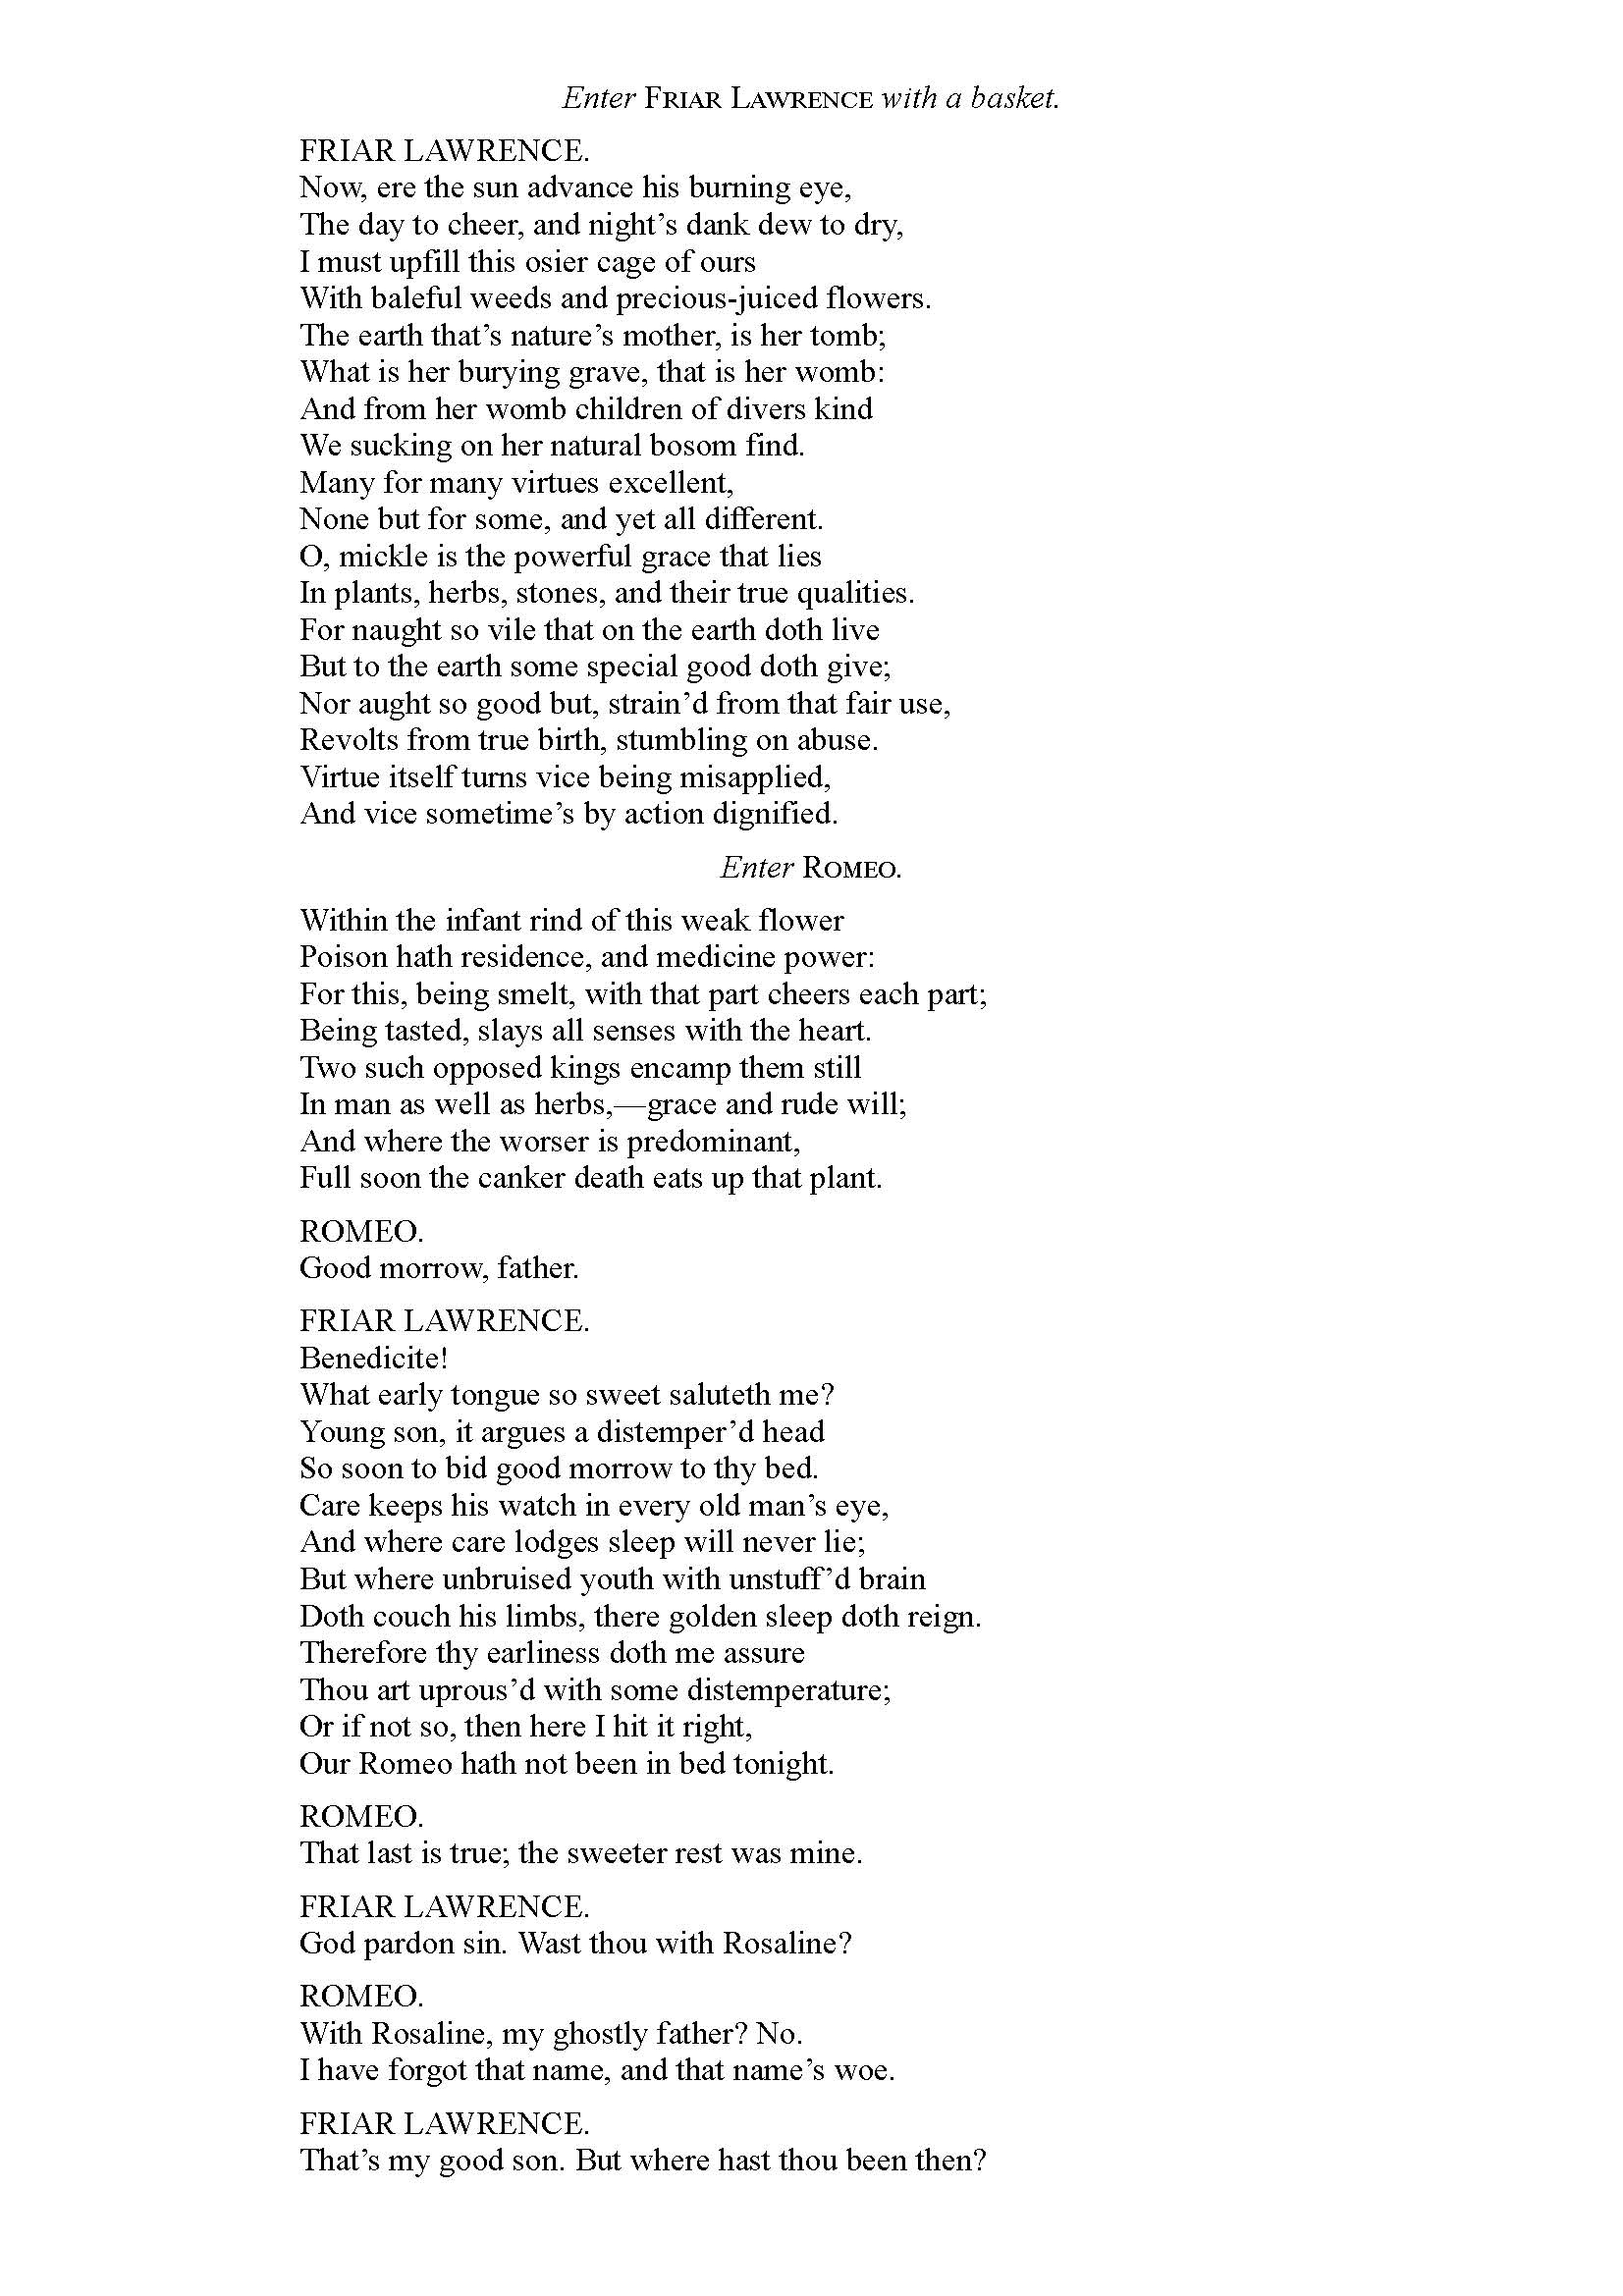 Enter FRIAR LAWRENCE with a basket.
FRIAR LAWRENCE.
Now, ere the sun advance his burning eye,
The day to cheer, and night’s dank dew to dry,
I must upfill this osier cage of ours
With baleful weeds and precious-juiced flowers.
The earth that’s nature’s mother, is her tomb;
What is her burying grave, that is her womb:
And from her womb children of divers kind
We sucking on her natural bosom find.
Many for many virtues excellent,
None but for some, and yet all different.
O, mickle is the powerful grace that lies
In plants, herbs, stones, and their true qualities.
For naught so vile that on the earth doth live
But to the earth some special good doth give;
Nor aught so good but, strain’d from that fair use,
Revolts from true birth, stumbling on abuse.
Virtue itself turns vice being misapplied,
And vice sometime’s by action dignified.
Enter ROMEO.
Within the infant rind of this weak flower
Poison hath residence, and medicine power:
For this, being smelt, with that part cheers each part;
Being tasted, slays all senses with the heart.
Two such opposed kings encamp them still
In man as well as herbs,—grace and rude will;
And where the worser is predominant,
Full soon the canker death eats up that plant.
ROMEO.
Good morrow, father.
FRIAR LAWRENCE.
Benedicite!
What early tongue so sweet saluteth me?
Young son, it argues a distemper’d head
So soon to bid good morrow to thy bed.
Care keeps his watch in every old man’s eye,
And where care lodges sleep will never lie;
But where unbruised youth with unstuff’d brain
Doth couch his limbs, there golden sleep doth reign.
Therefore thy earliness doth me assure
Thou art uprous’d with some distemperature;
Or if not so, then here I hit it right,
Our Romeo hath not been in bed tonight.
ROMEO.
That last is true; the sweeter rest was mine.
FRIAR LAWRENCE.
God pardon sin. Wast thou with Rosaline?
ROMEO.
With Rosaline, my ghostly father? No.
I have forgot that name, and that name’s woe.
FRIAR LAWRENCE.
That’s my good son. But where hast thou been then?